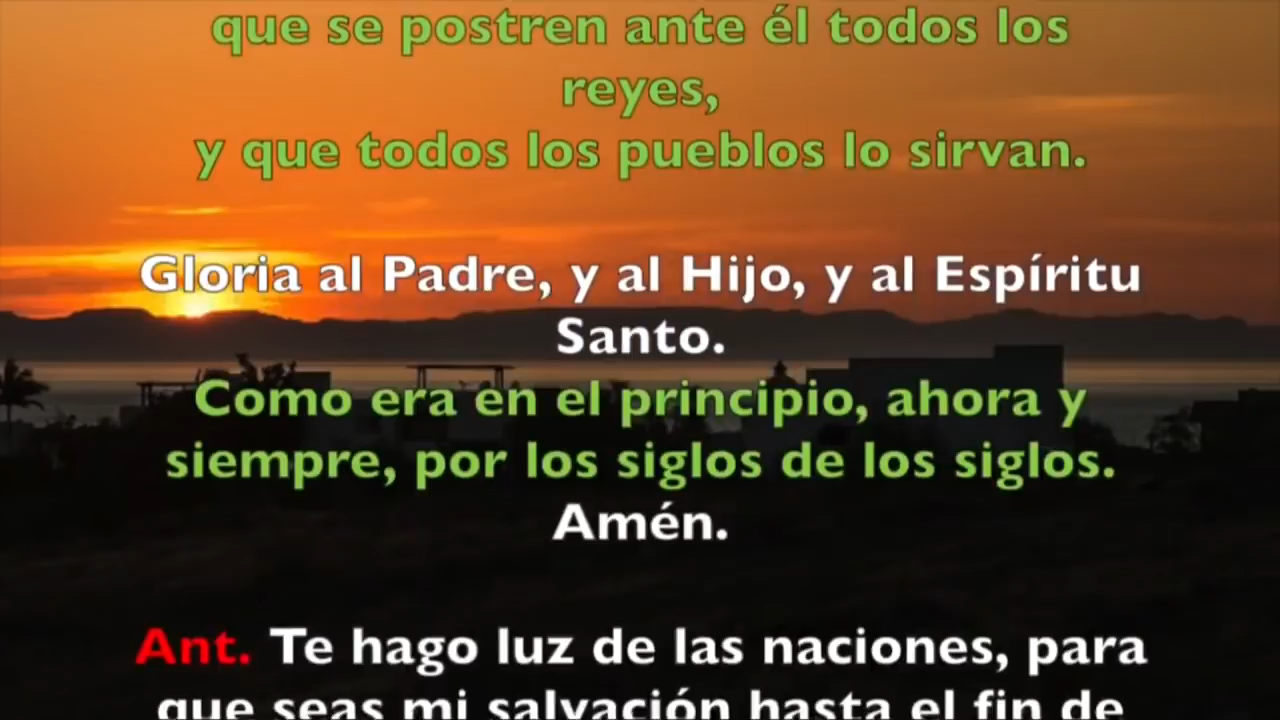 que se postren ante él todos los
reyes,
y que todos los pueblos lo sirvan.
Gloria al Padre, y al Hijo, y al Espíritu
Santo.
Como era en el principio, ahora y
siempre, por los siglos de los siglos.
Amén.
Ant. Te hago luz de las naciones, para
que seas mi salvación hasta el fin de